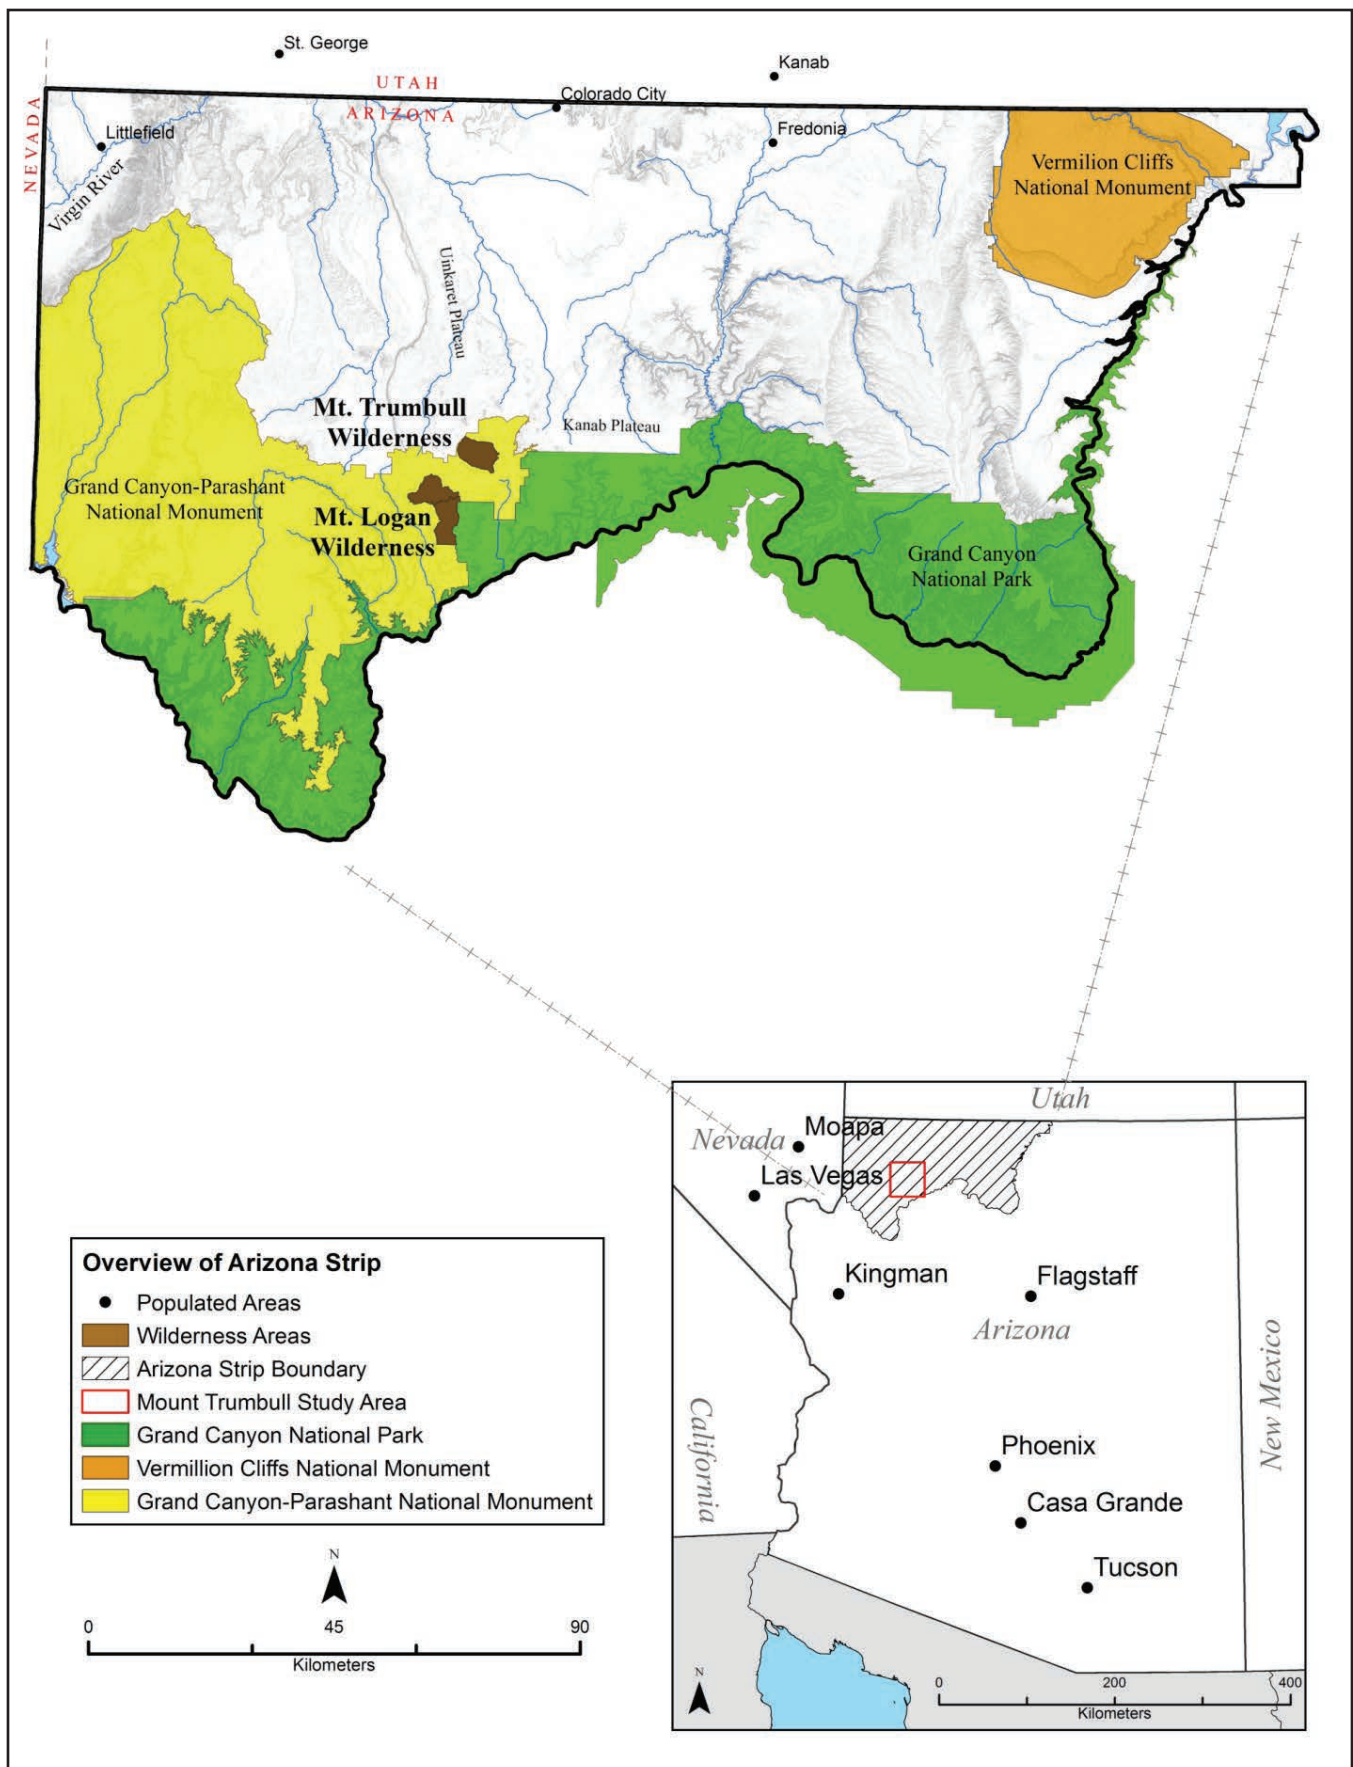 St. George
Kanab
UTAH
Colorado City
ARIZONA
NEVADA
Littlefield
Fredonia
Virgin River
Vermilion Cliffs
National Monument
Uinkaret Plateau
Mt. Trumbull
Wilderness
Kanab Plateau
Grand Canyon-Parashant
National Monument
Mt. Logan
Wilderness
Grand Canyon
National Park
Utah
Nevada
Moapa
Las Vegas
Kingman
Flagstaff
Arizona
New Mexico
California
Phoenix
Casa Grande
Tucson
N
0 200 400
Kilometers
Overview of Arizona Strip
Populated Areas
Wilderness Areas
Arizona Strip Boundary
Mount Trumbull Study Area
Grand Canyon National Park
Vermillion Cliffs National Monument
Grand Canyon-Parashant National Monument
N
0 45 90
Kilometers